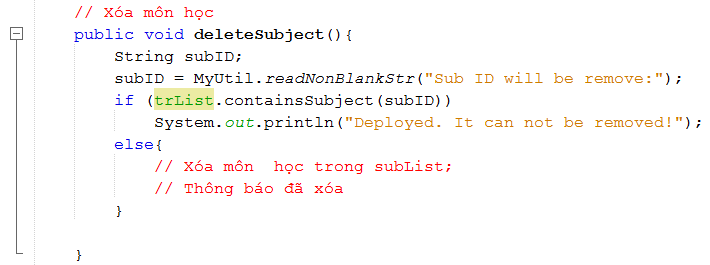 // Xóa môn học
public void deleteSubject(){
String subID;
subID = MyUtil.readNonBlankStr("Sub ID will be remove:");
if (trList.containsSubject(subID))
System.out.println("Deployed. It can not be removed!");
else{
// Xóa môn  học trong subList;
// Thông báo đã xóa
}
}